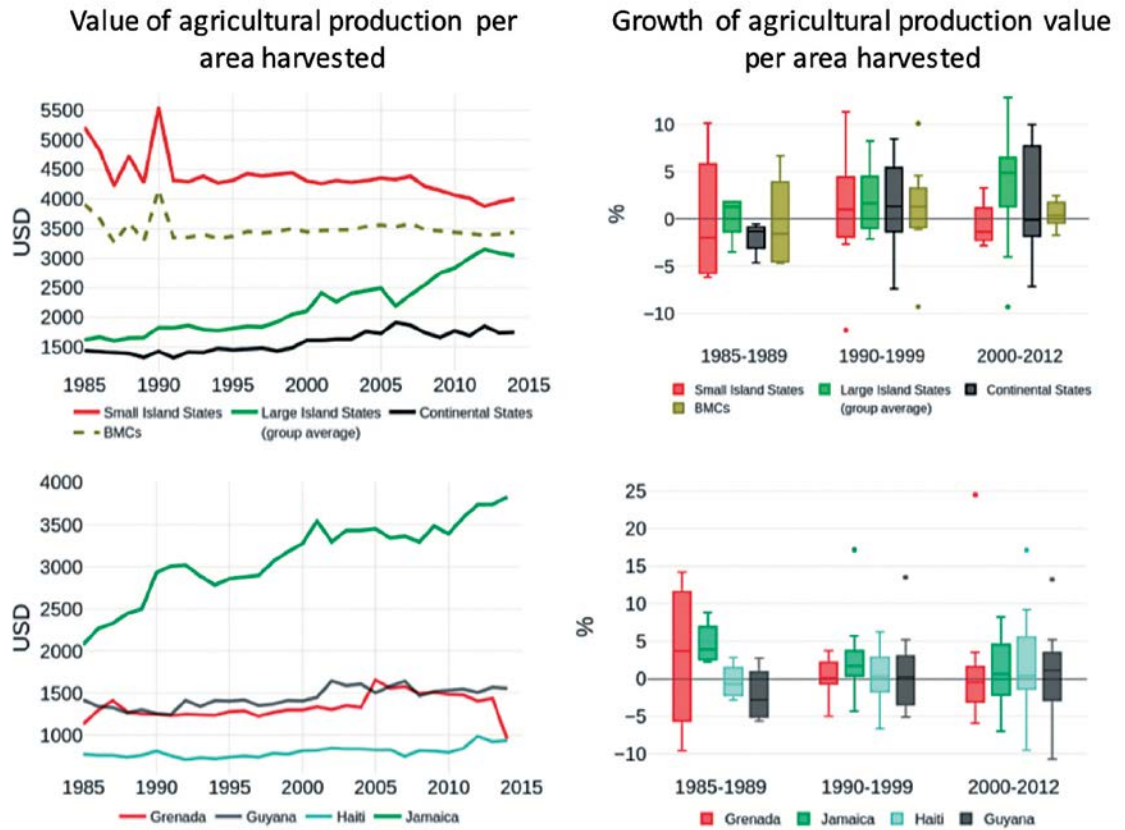 Value of agricultural production per
area harvested
Growth of agricultural production value
per area harvested
5500
5000
4500
4000
3500
3000
2500
2000
1500
USD
1985 1990 1995 2000 2005 2010 2015
Small Island States Large Island States Continental States
BMCs (group average)
10
5
0
−5
−10
%
1985-1989 1990-1999 2000-2012
Small Island States Large Island States Continental States
BMCs (group average)
4000
3500
3000
2500
2000
1500
1000
USD
1985 1990 1995 2000 2005 2010 2015
Grenada Guyana Haiti Jamaica
25
20
15
10
5
0
−5
−10
%
1985-1989 1990-1999 2000-2012
Grenada Jamaica Haiti Guyana